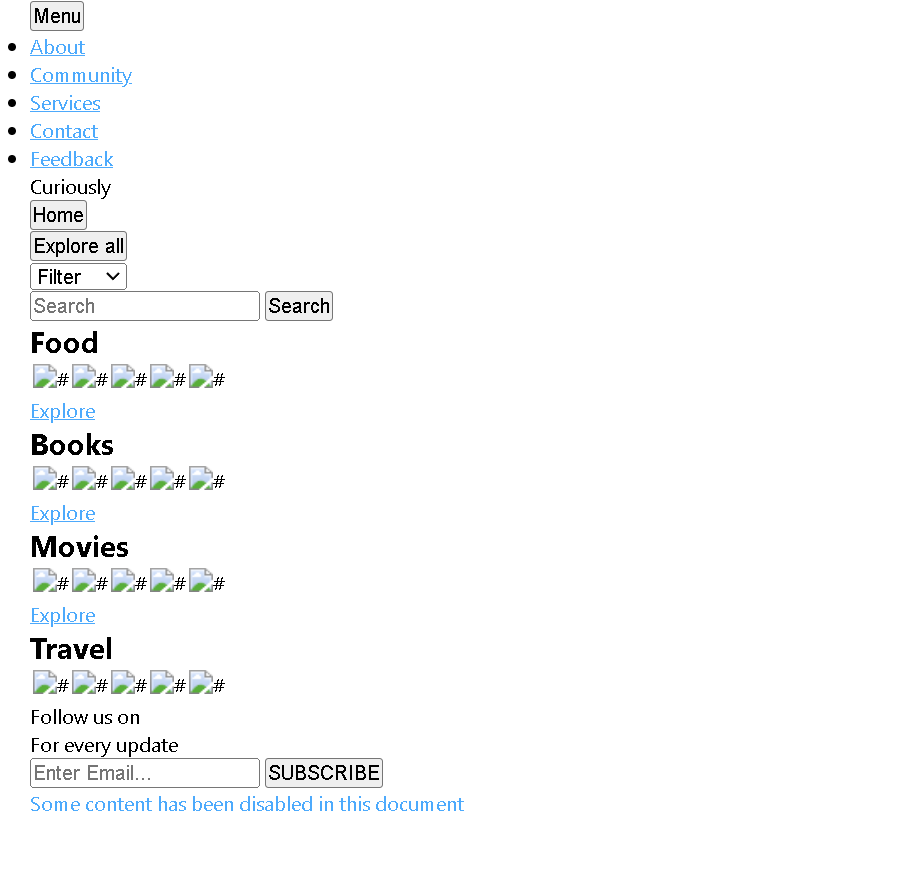 Menu
About
Community
Services
Contact
Feedback
Curiously
Home
Explore all
Filter
Search Search
Food
# # # # #
Explore
Books
# # # # #
Explore
Movies
# # # # #
Explore
Travel
# # # # #
Follow us on
For every update
Enter Email... SUBSCRIBE
Some content has been disabled in this document